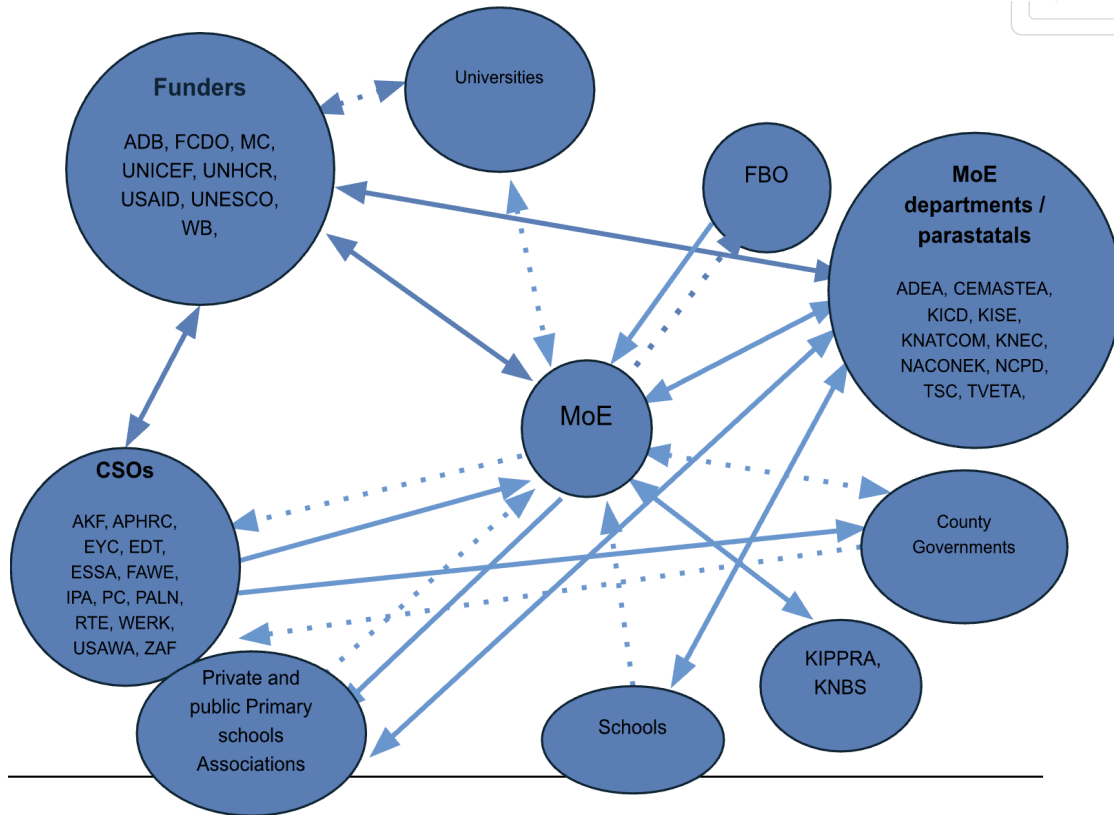 Funders
ADB, FCDO, MC,
UNICEF, UNHCR,
USAID, UNESCO,
WB,
Universities
FBO
MoE
departments /
parastatals
ADEA, CEMASTEA,
KICD, KISE,
KNATCOM, KNEC,
NACONEK, NCPD,
TSC, TVETA,
MoE
CSOs
AKF, APHRC,
EYC, EDT,
ESSA, FAWE,
IPA, PC, PALN,
RTE, WERK,
USAWA, ZAF
County
Governments
KIPPRA,
KNBS
Private and
public Primary
schools
Associations
Schools